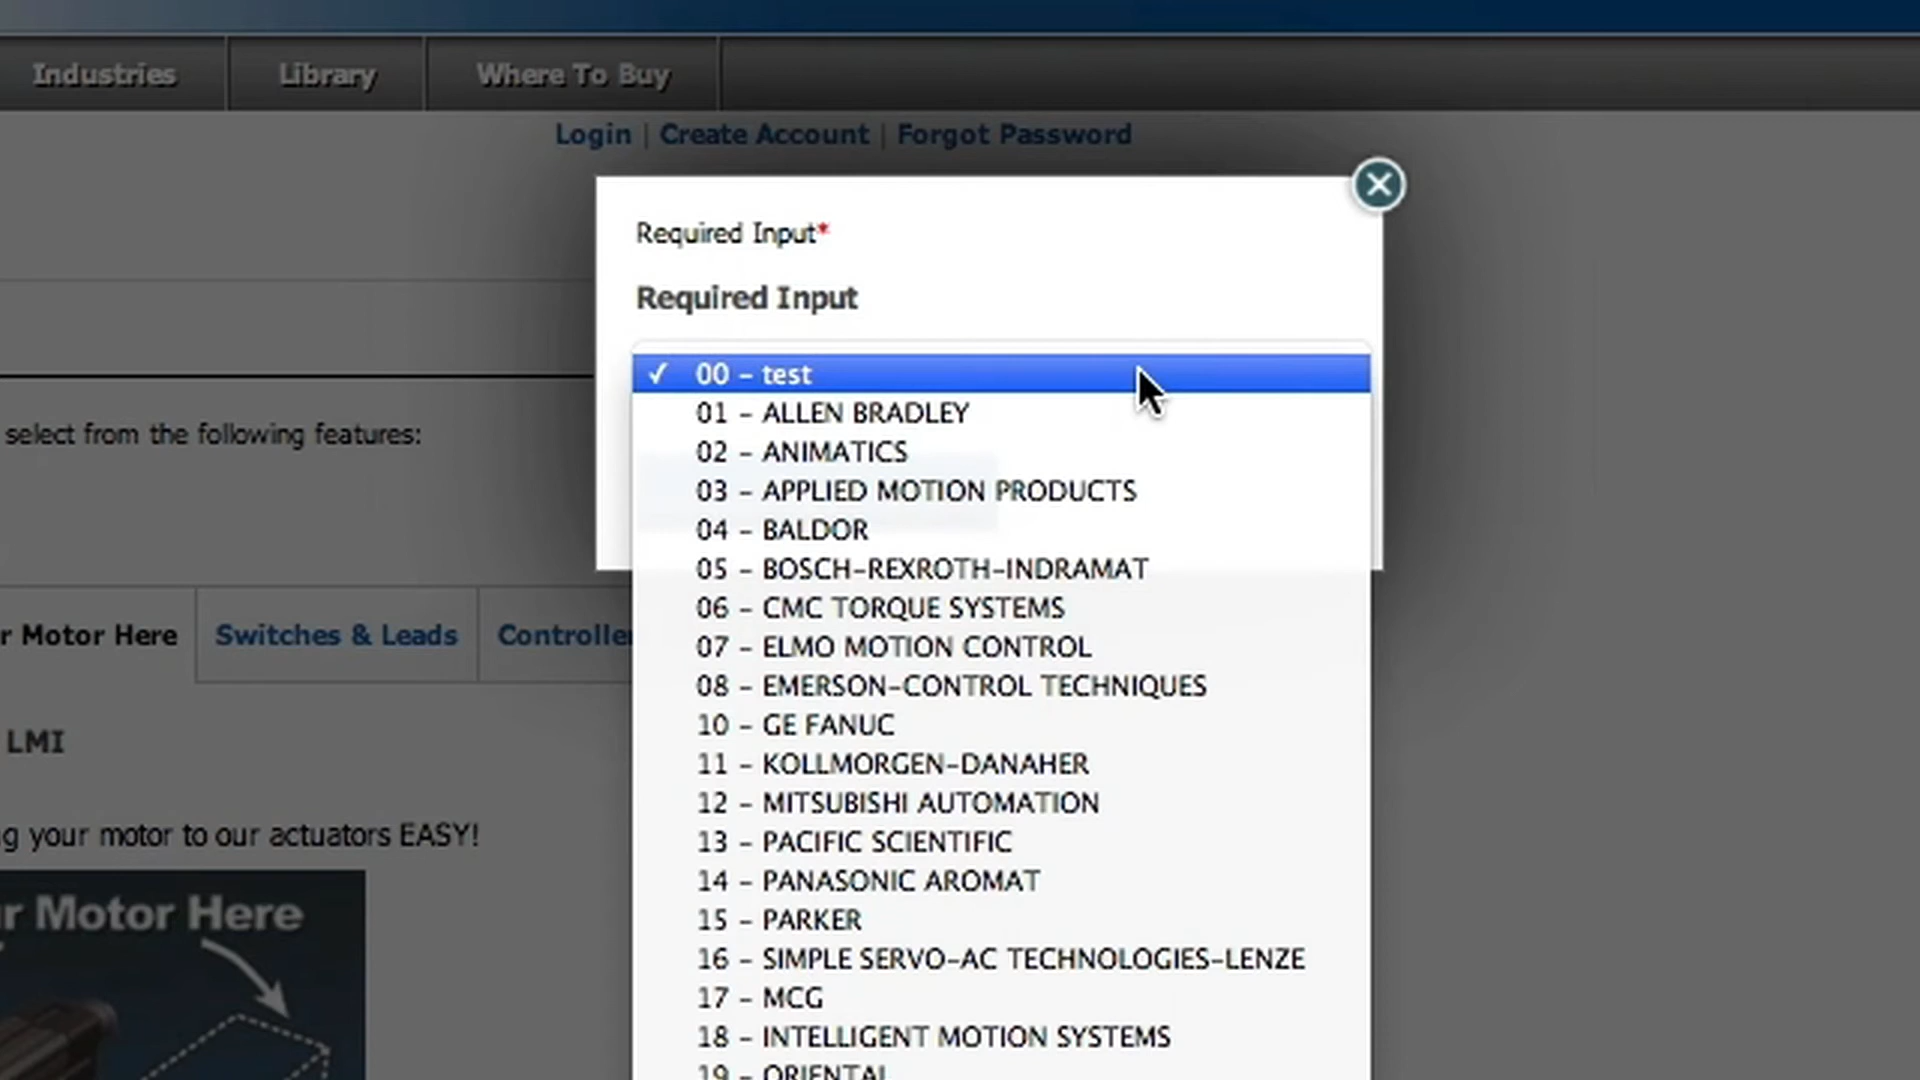 Industries
Library
Where To Buy
Login | Create Account | Forgot Password
Required Input*
Required Input
✓ 00 – test
01 – ALLEN BRADLEY
02 – ANIMATICS
03 – APPLIED MOTION PRODUCTS
04 – BALDOR
05 – BOSCH-REXROTH-INDRAMAT
06 – CMC TORQUE SYSTEMS
07 – ELMO MOTION CONTROL
08 – EMERSON-CONTROL TECHNIQUES
10 – GE FANUC
11 – KOLLMORGEN-DANAHER
12 – MITSUBISHI AUTOMATION
13 – PACIFIC SCIENTIFIC
14 – PANASONIC AROMAT
15 – PARKER
16 – SIMPLE SERVO-AC TECHNOLOGIES-LENZE
17 – MCG
18 – INTELLIGENT MOTION SYSTEMS
19 – ORIENTAL
select from the following features:
r Motor Here
Switches & Leads
Controller
LMI
g your motor to our actuators EASY!
r Motor Here